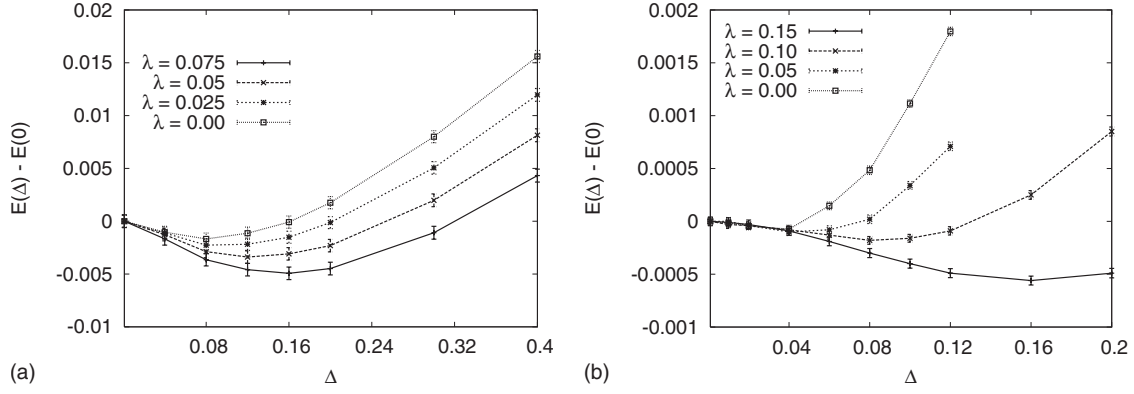 0.02
0.015
0.01
0.005
0
-0.005
-0.01
E(Δ) - E(0)
λ = 0.075
λ = 0.05
λ = 0.025
λ = 0.00
0.08 0.16 0.24 0.32 0.4
Δ
(a)
0.002
0.0015
0.001
0.0005
0
-0.0005
-0.001
E(Δ) - E(0)
λ = 0.15
λ = 0.10
λ = 0.05
λ = 0.00
0.04 0.08 0.12 0.16 0.2
Δ
(b)